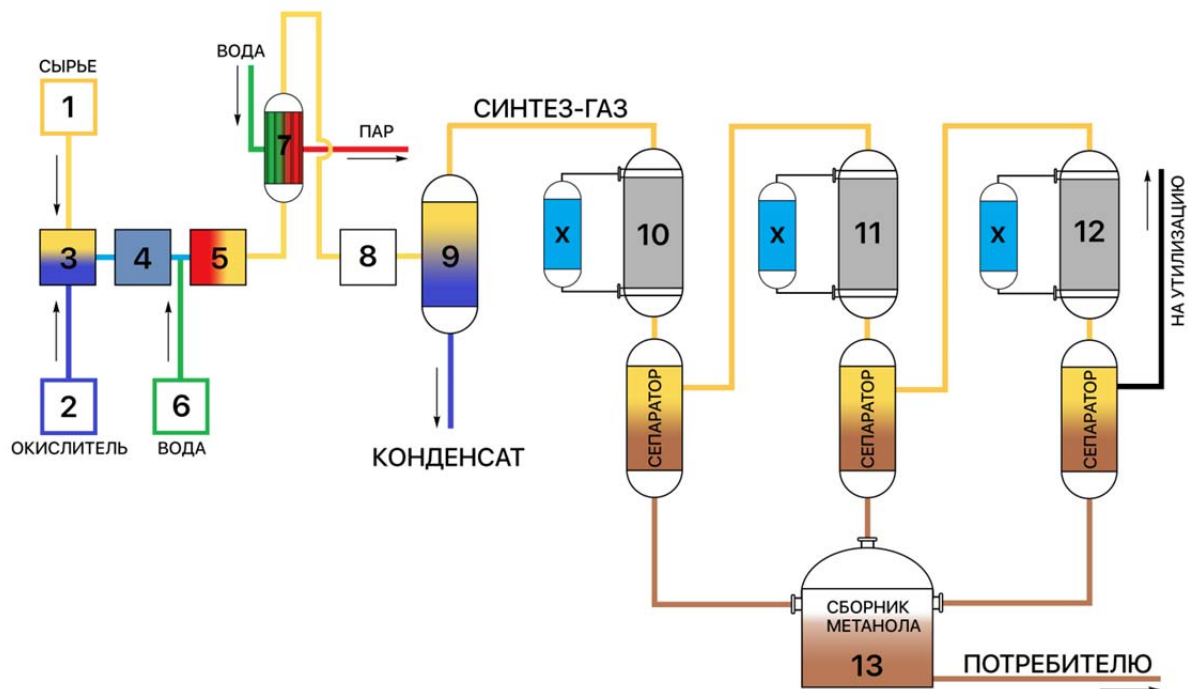 СЫРЬЕ
1
2
ОКИСЛИТЕЛЬ
3
4
5
6
ВОДА
ВОДА
7
ПАР
8
9
КОНДЕНСАТ
СИНТЕЗ-ГАЗ
X
10
СЕПАРАТОР
X
11
СЕПАРАТОР
X
12
СЕПАРАТОР
НА УТИЛИЗАЦИЮ
СБОРНИК
МЕТАНОЛА
13
ПОТРЕБИТЕЛЮ